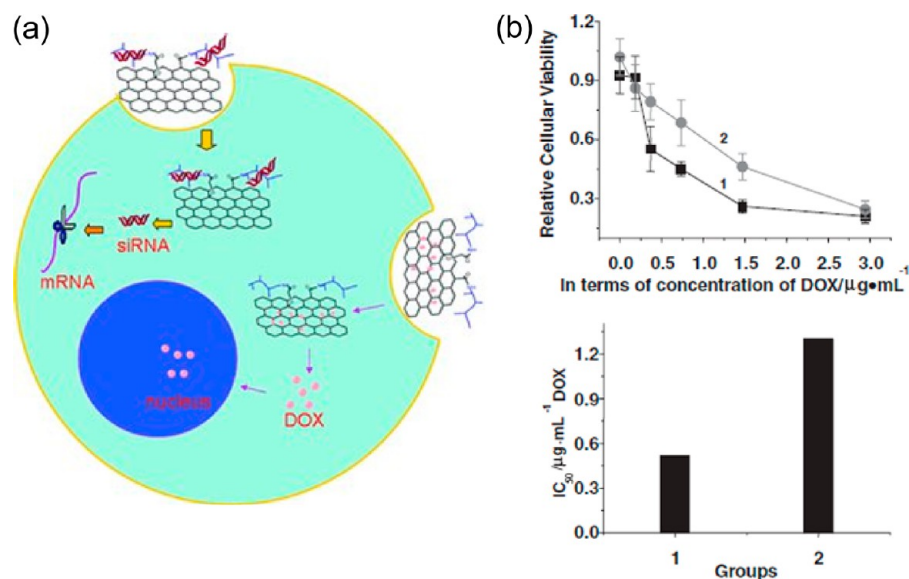 (a)
siRNA
mRNA
nucleus
DOX
(b)
Relative Cellular Viability
1.2
0.9
0.6
0.3
2
1
0.0 0.5 1.0 1.5 2.0 2.5 3.0
In terms of concentration of DOX/µg•mL⁻¹
IC₅₀/µg·mL⁻¹ DOX
1.2
0.9
0.6
0.3
0.0
1 2
Groups